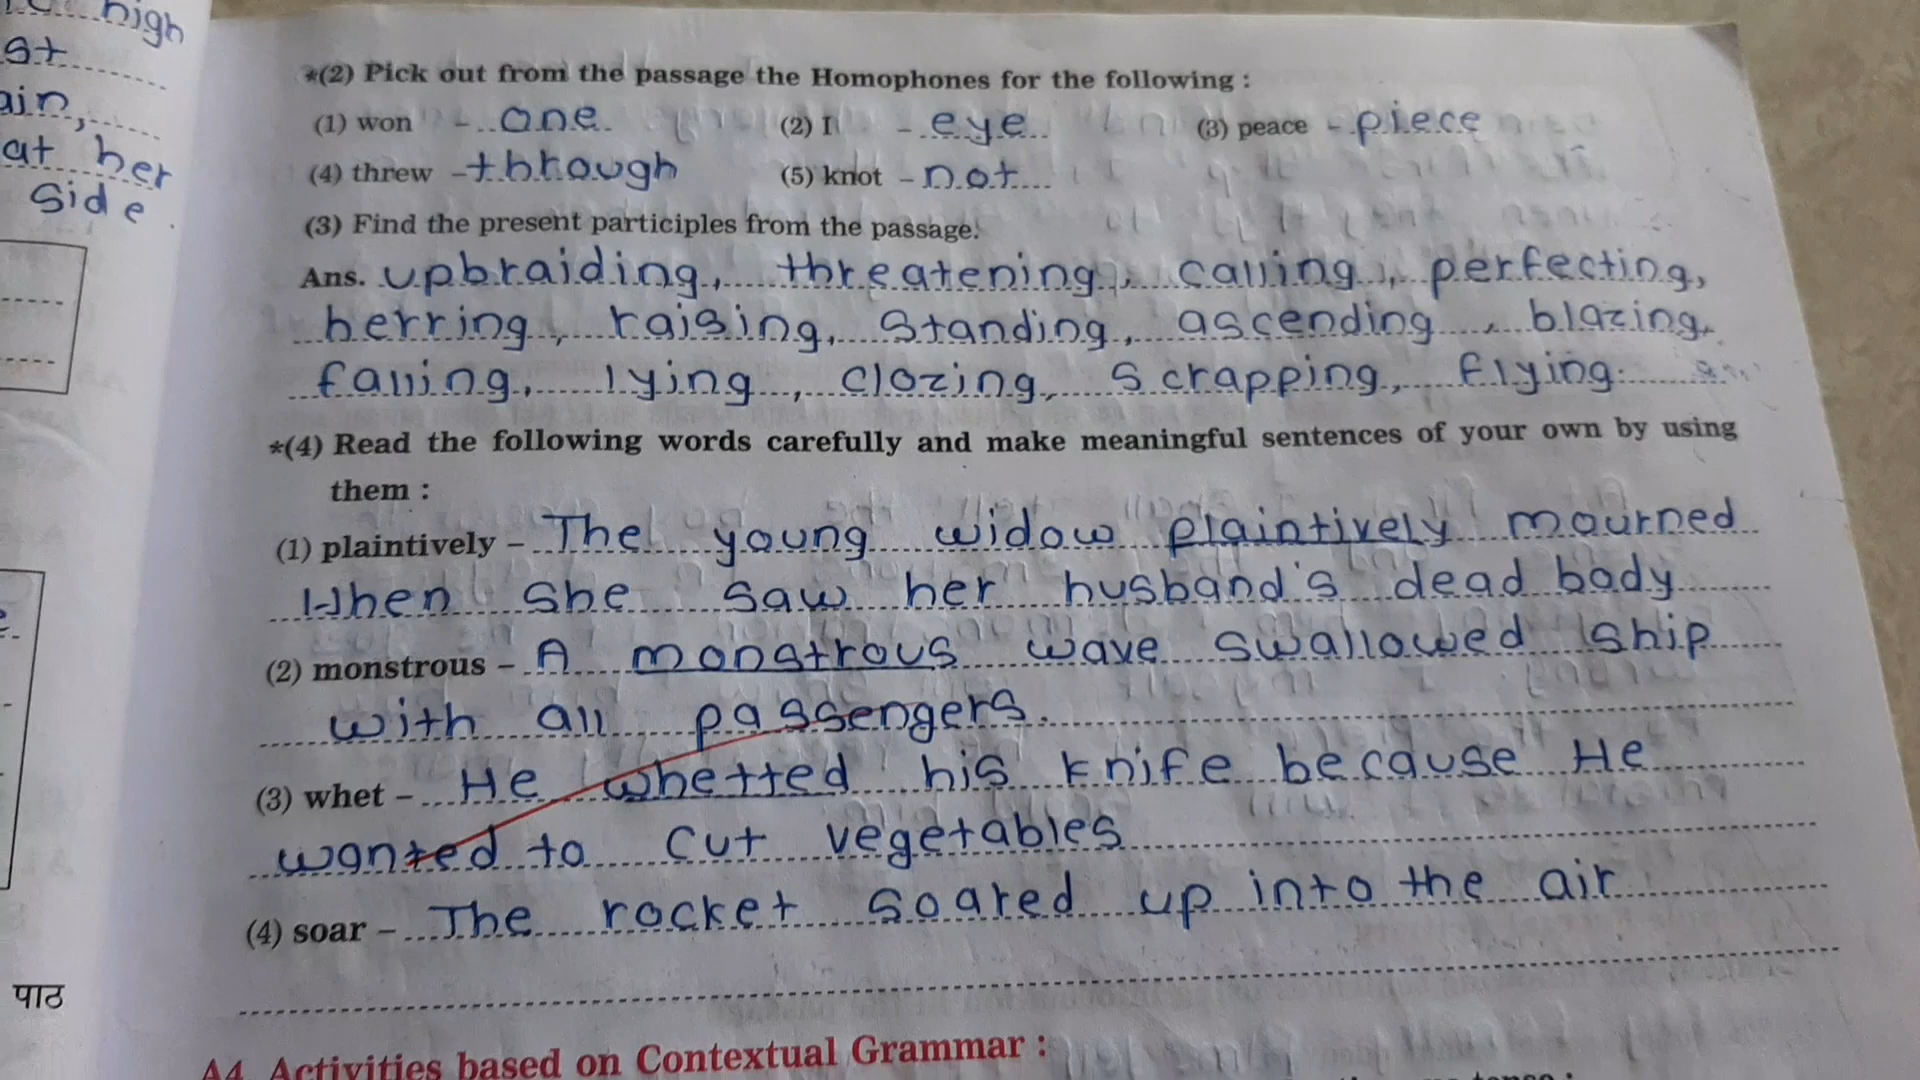 high
st
ain,
at her
side.
पाठ
*(2) Pick out from the passage the Homophones for the following :
(1) won - one (2) I - eye (3) peace - piece
(4) threw - through (5) knot - not
(3) Find the present participles from the passage.
Ans. upbraiding, threatening, calling, perfecting,
herring, raising, standing, ascending, blazing,
falling, lying, clozing, scrapping, flying.
*(4) Read the following words carefully and make meaningful sentences of your own by using
them :
(1) plaintively - The young widow plaintively mourned
When she saw her husband's dead body
(2) monstrous - A monstrous wave swallowed ship
with all passengers.
(3) whet - He whetted his knife because He
wanted to cut vegetables
(4) soar - The rocket soared up into the air
A4. Activities based on Contextual Grammar :